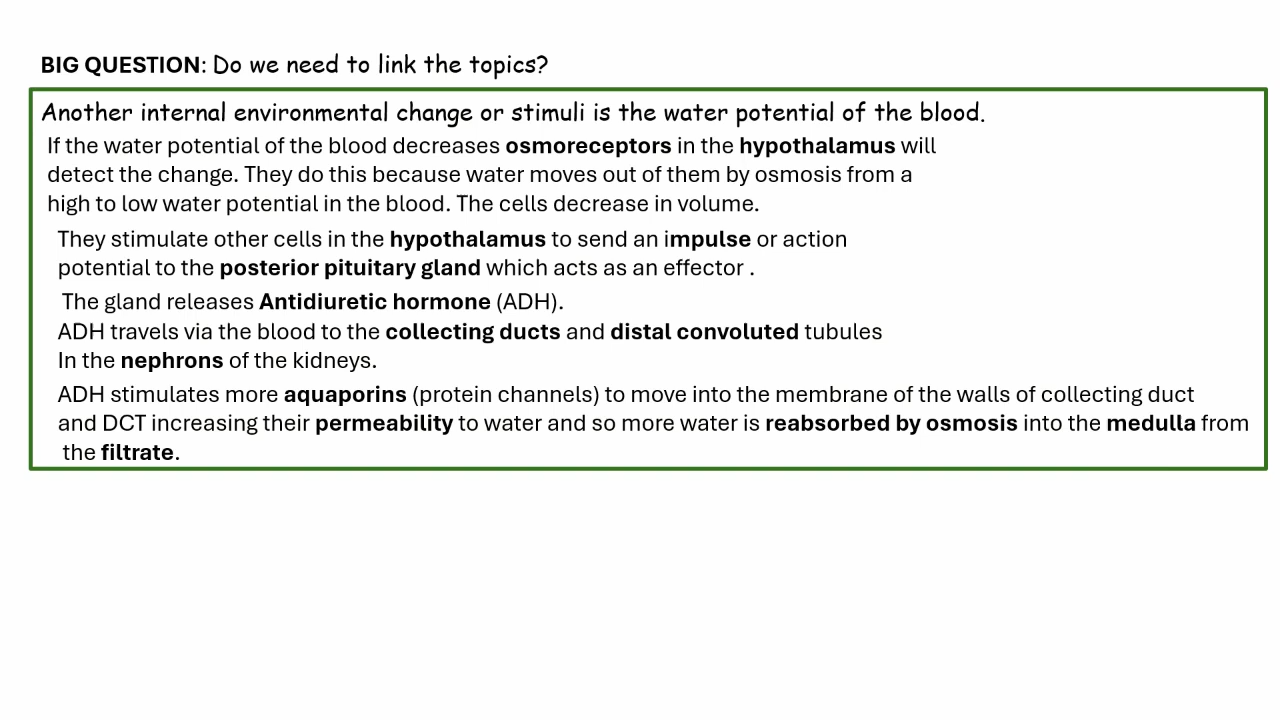 BIG QUESTION: Do we need to link the topics?
Another internal environmental change or stimuli is the water potential of the blood.
If the water potential of the blood decreases osmoreceptors in the hypothalamus will
detect the change. They do this because water moves out of them by osmosis from a
high to low water potential in the blood. The cells decrease in volume.
They stimulate other cells in the hypothalamus to send an impulse or action
potential to the posterior pituitary gland which acts as an effector .
The gland releases Antidiuretic hormone (ADH).
ADH travels via the blood to the collecting ducts and distal convoluted tubules
In the nephrons of the kidneys.
ADH stimulates more aquaporins (protein channels) to move into the membrane of the walls of collecting duct
and DCT increasing their permeability to water and so more water is reabsorbed by osmosis into the medulla from
the filtrate.